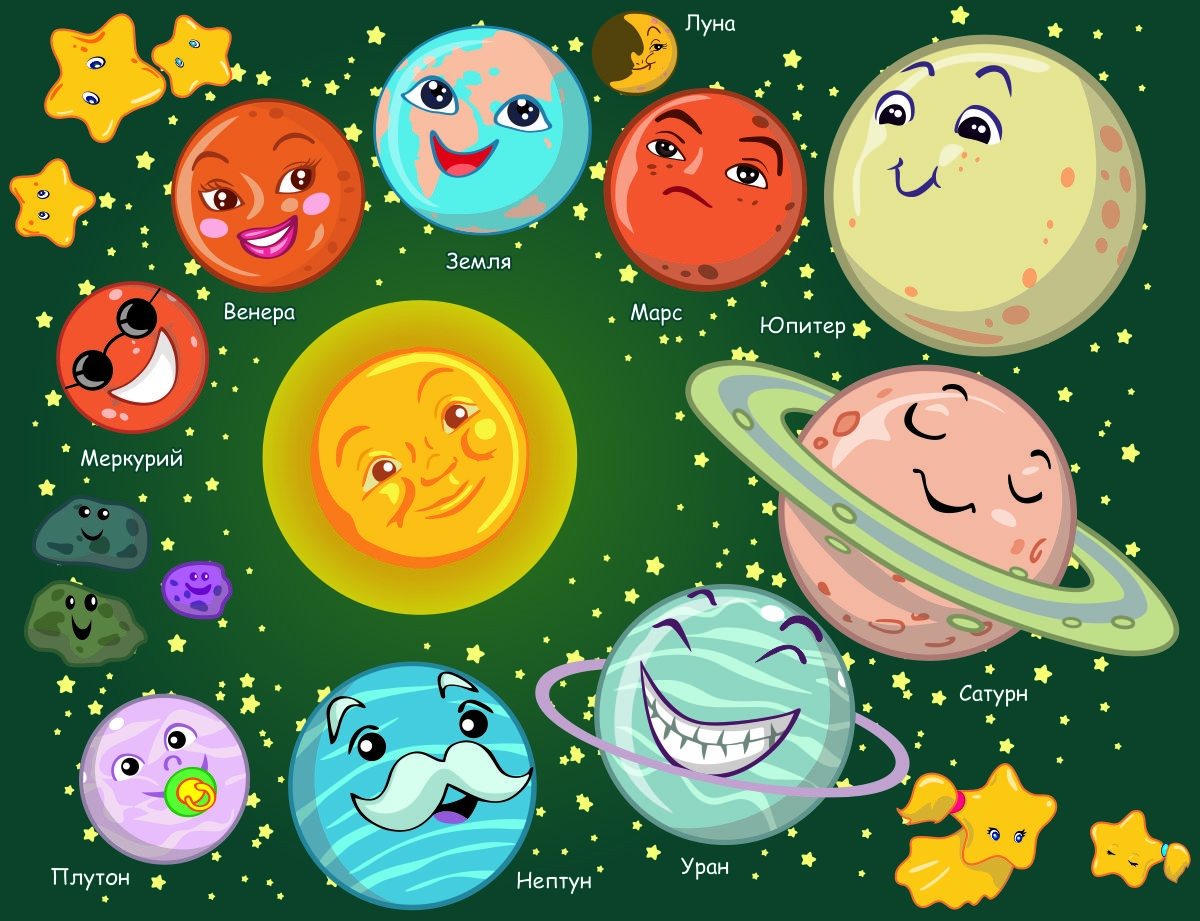 Луна
Земля
Венера
Марс
Юпитер
Меркурий
Сатурн
Плутон
Нептун
Уран